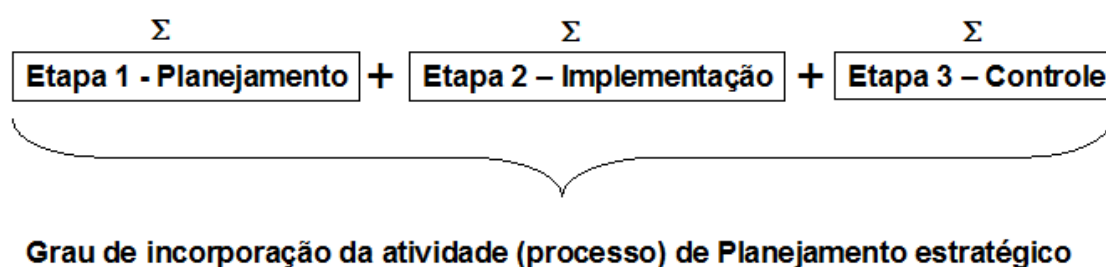 Σ Σ Σ
Etapa 1 - Planejamento + Etapa 2 – Implementação + Etapa 3 – Controle
Grau de incorporação da atividade (processo) de Planejamento estratégico